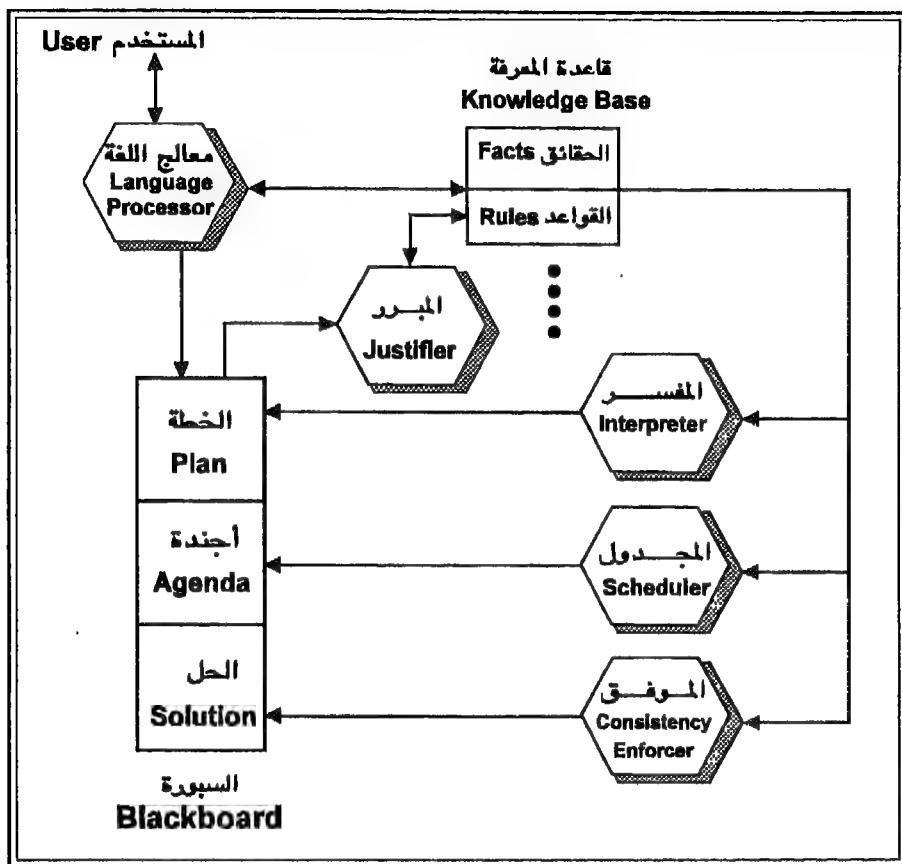 User المستخدم
قاعدة المعرفة
Knowledge Base
معالج اللغة
Language
Processor
Facts الحقائق
Rules القواعد
المبرر
Justifier
الخطة
Plan
المفسر
Interpreter
أجندة
Agenda
المجدول
Scheduler
الحل
Solution
الموفق
Consistency
Enforcer
السبورة
Blackboard